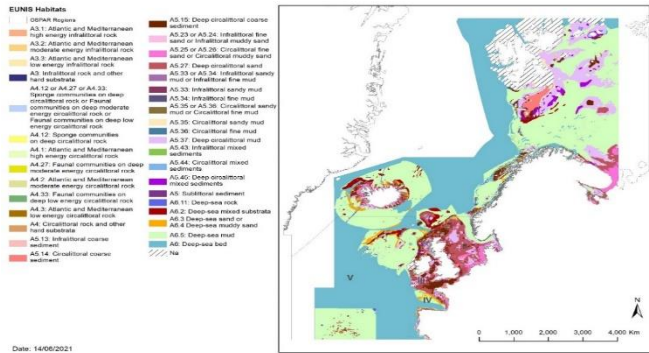 EUNIS Habitats
OSPAR Regions
A3.1: Atlantic and Mediterranean
high energy infralittoral rock
A3.2: Atlantic and Mediterranean
moderate energy infralittoral rock
A3.3: Atlantic and Mediterranean
low energy infralittoral rock
A3: Infralittoral rock and other
hard substrata
A4.12 or A4.27 or A4.33:
Sponge communities on deep
circalittoral rock or Faunal
communities on deep moderate
energy circalittoral rock or
Faunal communities on deep low
energy circalittoral rock
A4.12: Sponge communities
on deep circalittoral rock
A4.1: Atlantic and Mediterranean
high energy circalittoral rock
A4.27: Faunal communities on deep
moderate energy circalittoral rock
A4.2: Atlantic and Mediterranean
moderate energy circalittoral rock
A4.33: Faunal communities on
deep low energy circalittoral rock
A4.3: Atlantic and Mediterranean
low energy circalittoral rock
A4: Circalittoral rock and
other hard substrata
A5.13: Infralittoral coarse
sediment
A5.14: Circalittoral coarse
sediment
A5.15: Deep circalittoral coarse
sediment
A5.23 or A5.24: Infralittoral fine
sand or Infralittoral muddy sand
A5.25 or A5.26: Circalittoral fine
sand or Circalittoral muddy sand
A5.27: Deep circalittoral sand
A5.33 or A5.34: Infralittoral sandy
mud or Infralittoral fine mud
A5.33: Infralittoral sandy mud
A5.34: Infralittoral fine mud
A5.35 or A5.36: Circalittoral sandy
mud or Circalittoral fine mud
A5.35: Circalittoral sandy mud
A5.36: Circalittoral fine mud
A5.37: Deep circalittoral mud
A5.43: Infralittoral mixed
sediments
A5.44: Circalittoral mixed
sediments
A5.45: Deep circalittoral
mixed sediments
A5: Sublittoral sediment
A6.11: Deep-sea rock
A6.2: Deep-sea mixed substrata
A6.3: Deep-sea sand or
A6.4 Deep-sea muddy sand
A6.5: Deep-sea mud
A6: Deep-sea bed
Na
V
IV
N
0 1,000 2,000 3,000 4,000 Km
Date: 14/06/2021